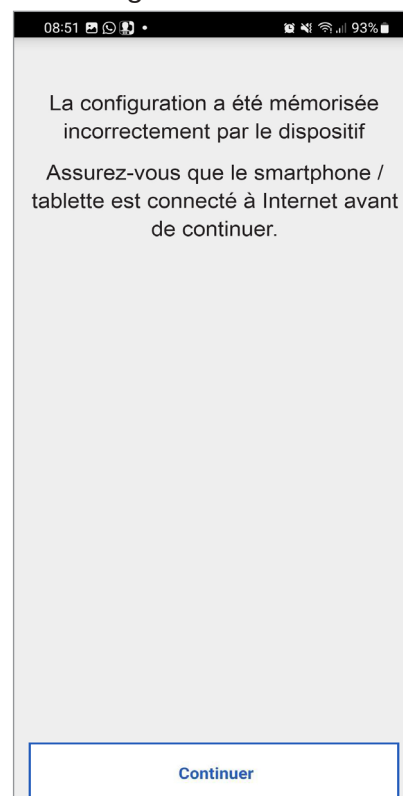 08:51
93%
La configuration a été mémorisée
incorrectement par le dispositif
Assurez-vous que le smartphone /
tablette est connecté à Internet avant
de continuer.
Continuer